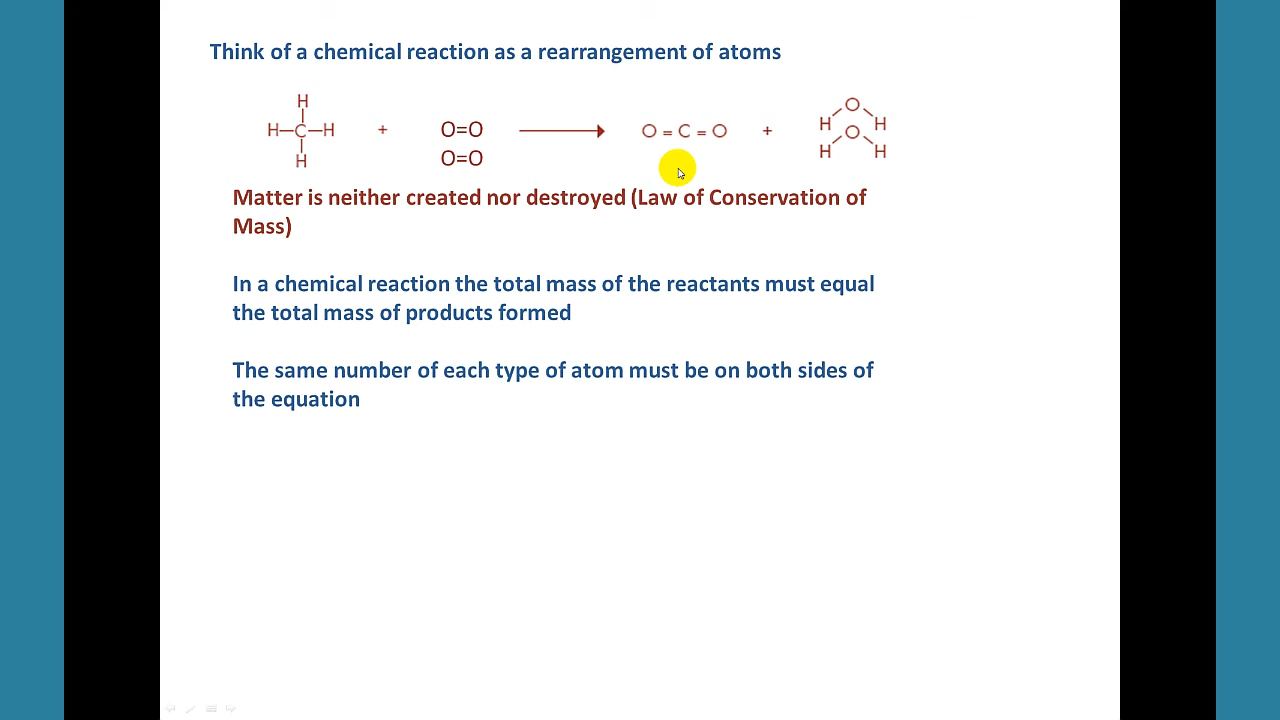 Think of a chemical reaction as a rearrangement of atoms
H
H–C–H + O=O → O = C = O + O
H
O=O
H H
O
H H
Matter is neither created nor destroyed (Law of Conservation of
Mass)
In a chemical reaction the total mass of the reactants must equal
the total mass of products formed
The same number of each type of atom must be on both sides of
the equation